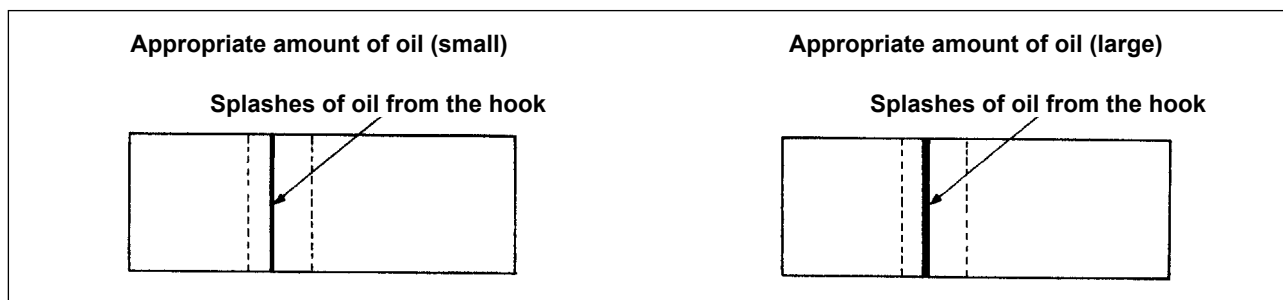 Appropriate amount of oil (small)
Splashes of oil from the hook
Appropriate amount of oil (large)
Splashes of oil from the hook